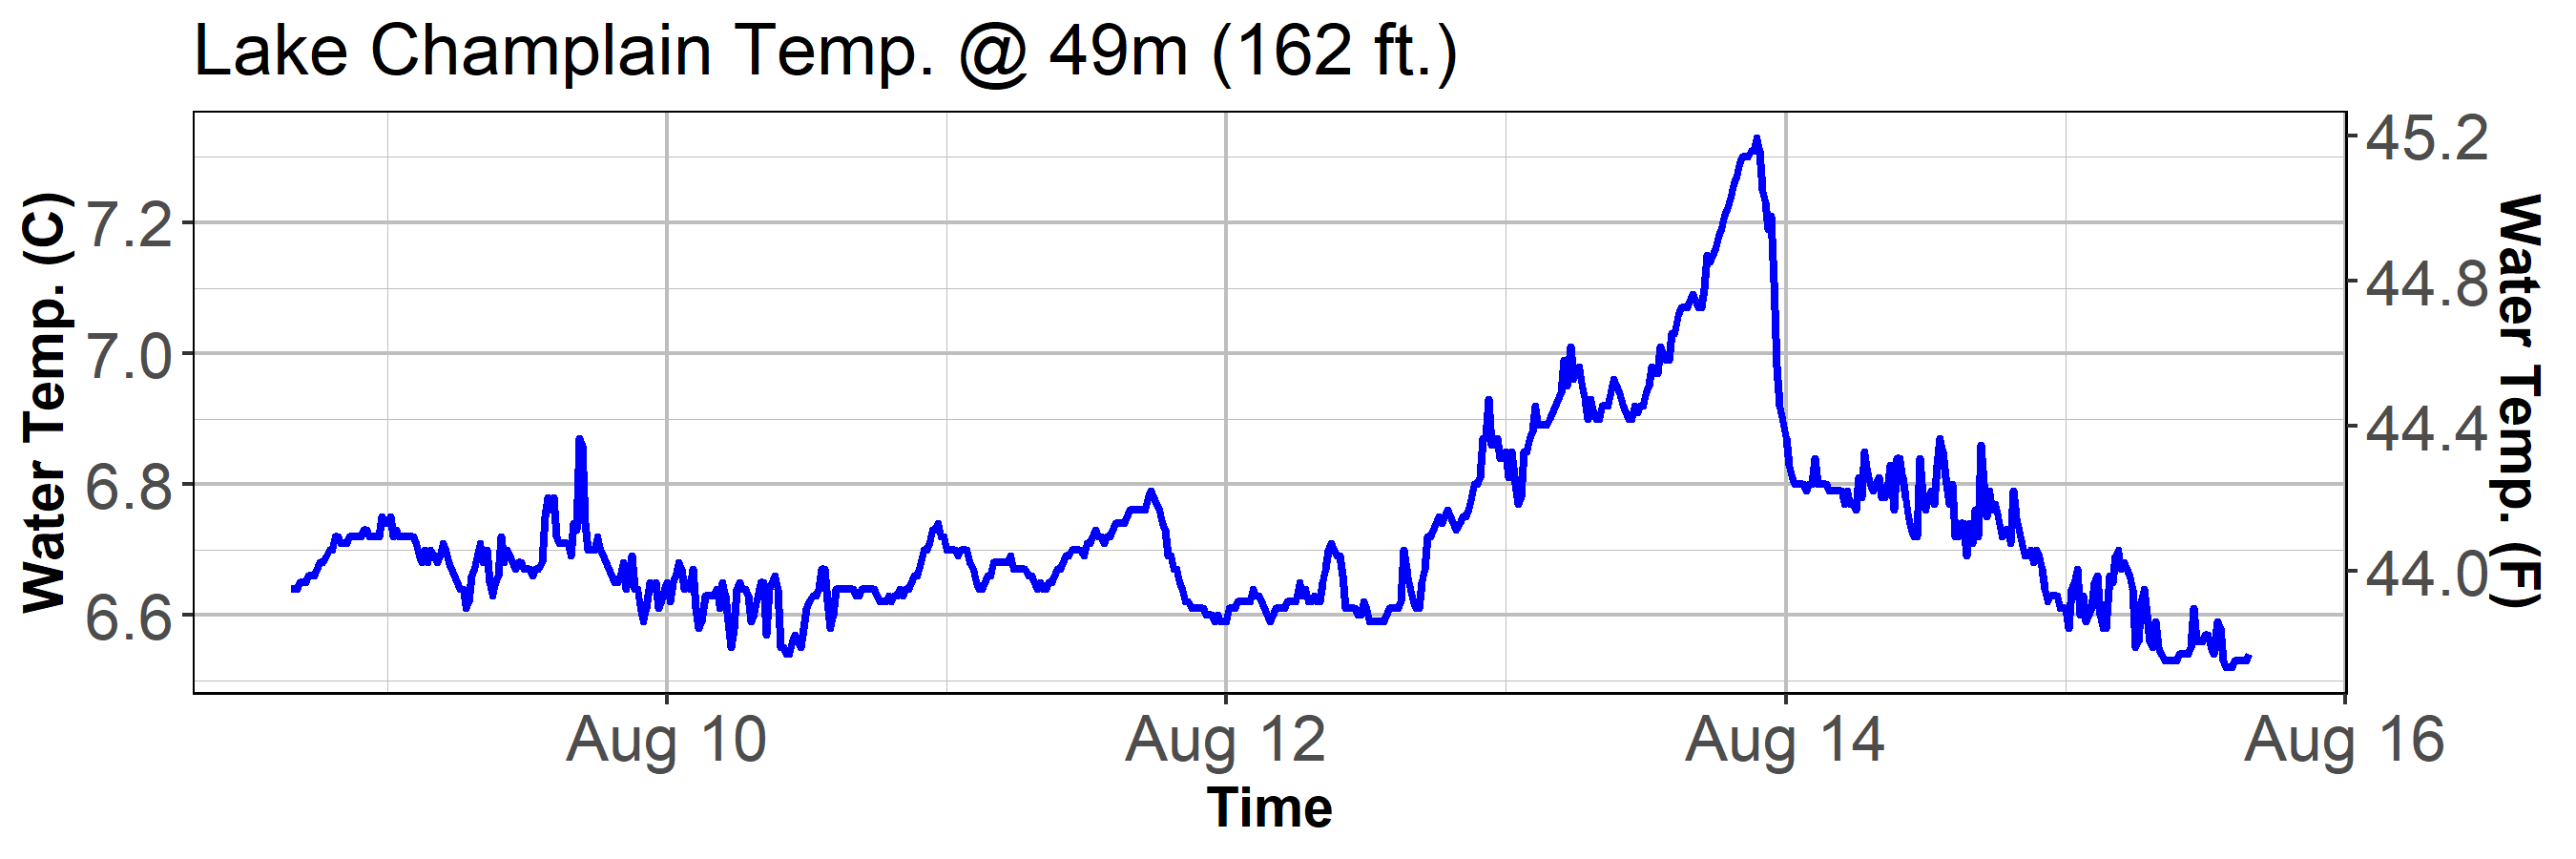 Lake Champlain Temp. @ 49m (162 ft.)
Water Temp. (C)
7.2
7.0
6.8
6.6
45.2
44.8
44.4
44.0
Water Temp. (F)
Aug 10
Aug 12
Aug 14
Aug 16
Time